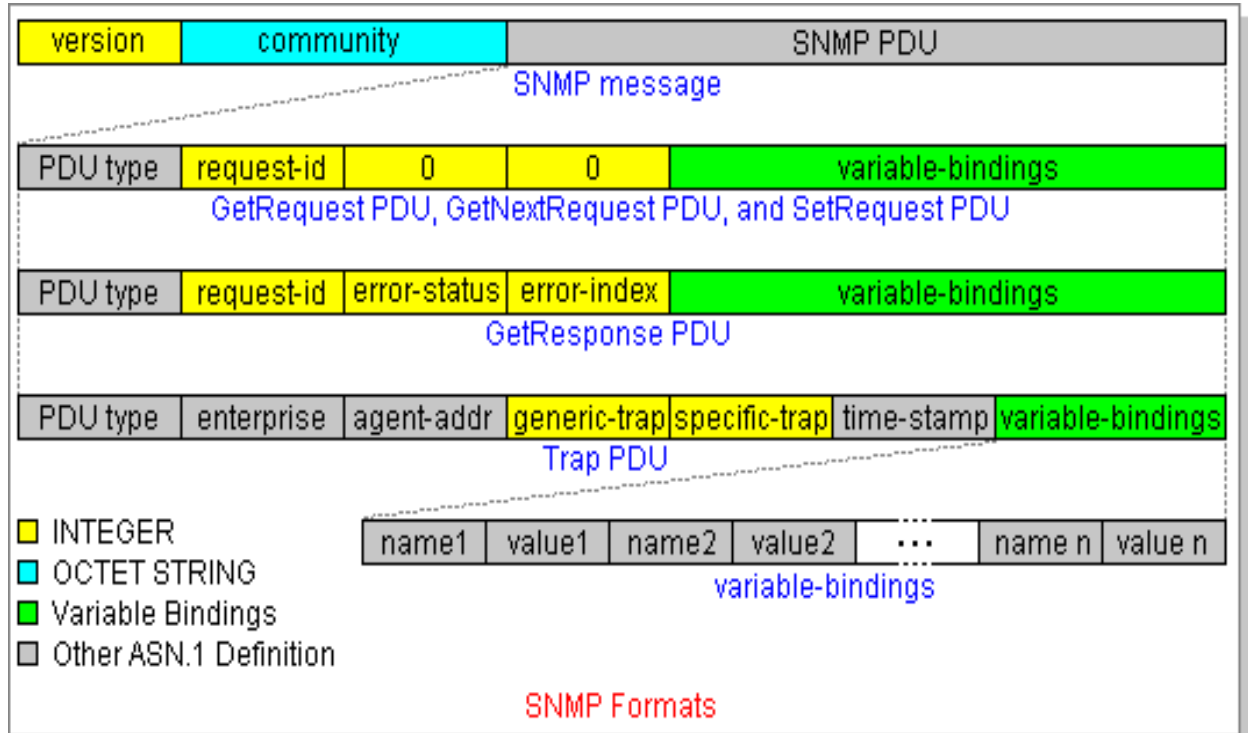 version community SNMP PDU
SNMP message
PDU type request-id 0 0 variable-bindings
GetRequest PDU, GetNextRequest PDU, and SetRequest PDU
PDU type request-id error-status error-index variable-bindings
GetResponse PDU
PDU type enterprise agent-addr generic-trap specific-trap time-stamp variable-bindings
Trap PDU
name1 value1 name2 value2 ... name n value n
variable-bindings
INTEGER
OCTET STRING
Variable Bindings
Other ASN.1 Definition
SNMP Formats